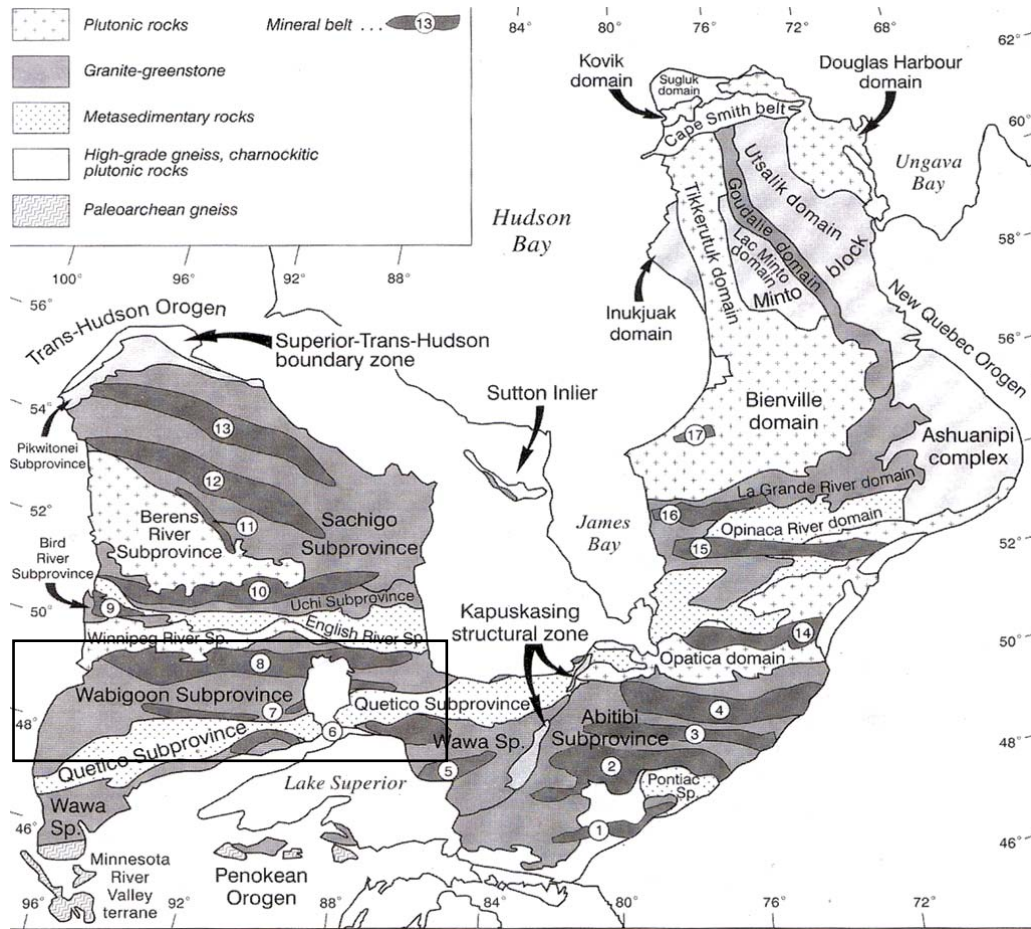 Plutonic rocks
Mineral belt ... 13
Granite-greenstone
Metasedimentary rocks
High-grade gneiss, charnockitic
plutonic rocks
Paleoarchean gneiss
84°
80°
76°
72°
62°
Kovik
domain
Sugluk
domain
Douglas Harbour
domain
60°
Cape Smith belt
Ungava
Bay
Utsalik domain
Hudson
Bay
Tikkerutuk domain
Goudalie domain
Lac Minto
domain
Minto
block
58°
100°
96°
92°
88°
Inukjuak
domain
New Quebec Orogen
56°
56°
Trans-Hudson Orogen
Superior-Trans-Hudson
boundary zone
Sutton Inlier
54°
54°
Bienville
domain
13
17
Pikwitonei
Subprovince
Ashuanipi
complex
12
La Grande River domain
52°
11
Sachigo
Subprovince
Berens
River
Subprovince
James
Bay
16
Opinaca River domain
52°
15
Bird
River
Subprovince
10
Uchi Subprovince
50°
9
Kapuskasing
structural zone
English River Sp.
Winnipeg River Sp.
14
50°
8
Opatica domain
Wabigoon Subprovince
Quetico Subprovince
48°
7
6
Abitibi
Subprovince
4
3
48°
Quetico Subprovince
Wawa Sp.
5
2
Pontiac
Sp.
Lake Superior
Wawa
Sp.
46°
1
46°
Minnesota
River
Valley
terrane
Penokean
Orogen
96°
92°
88°
84°
80°
76°
72°